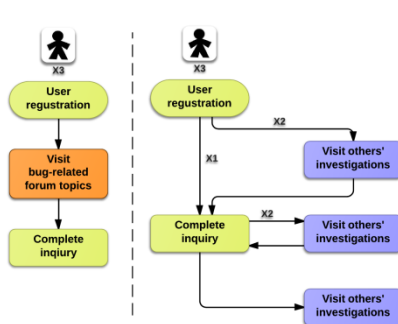 X3
User
regustration
Visit
bug-related
forum topics
Complete
inqiury
X3
User
regustration
X2
X1
Visit others'
investigations
Complete
inquiry
X2
Visit others'
investigations
Visit others'
investigations